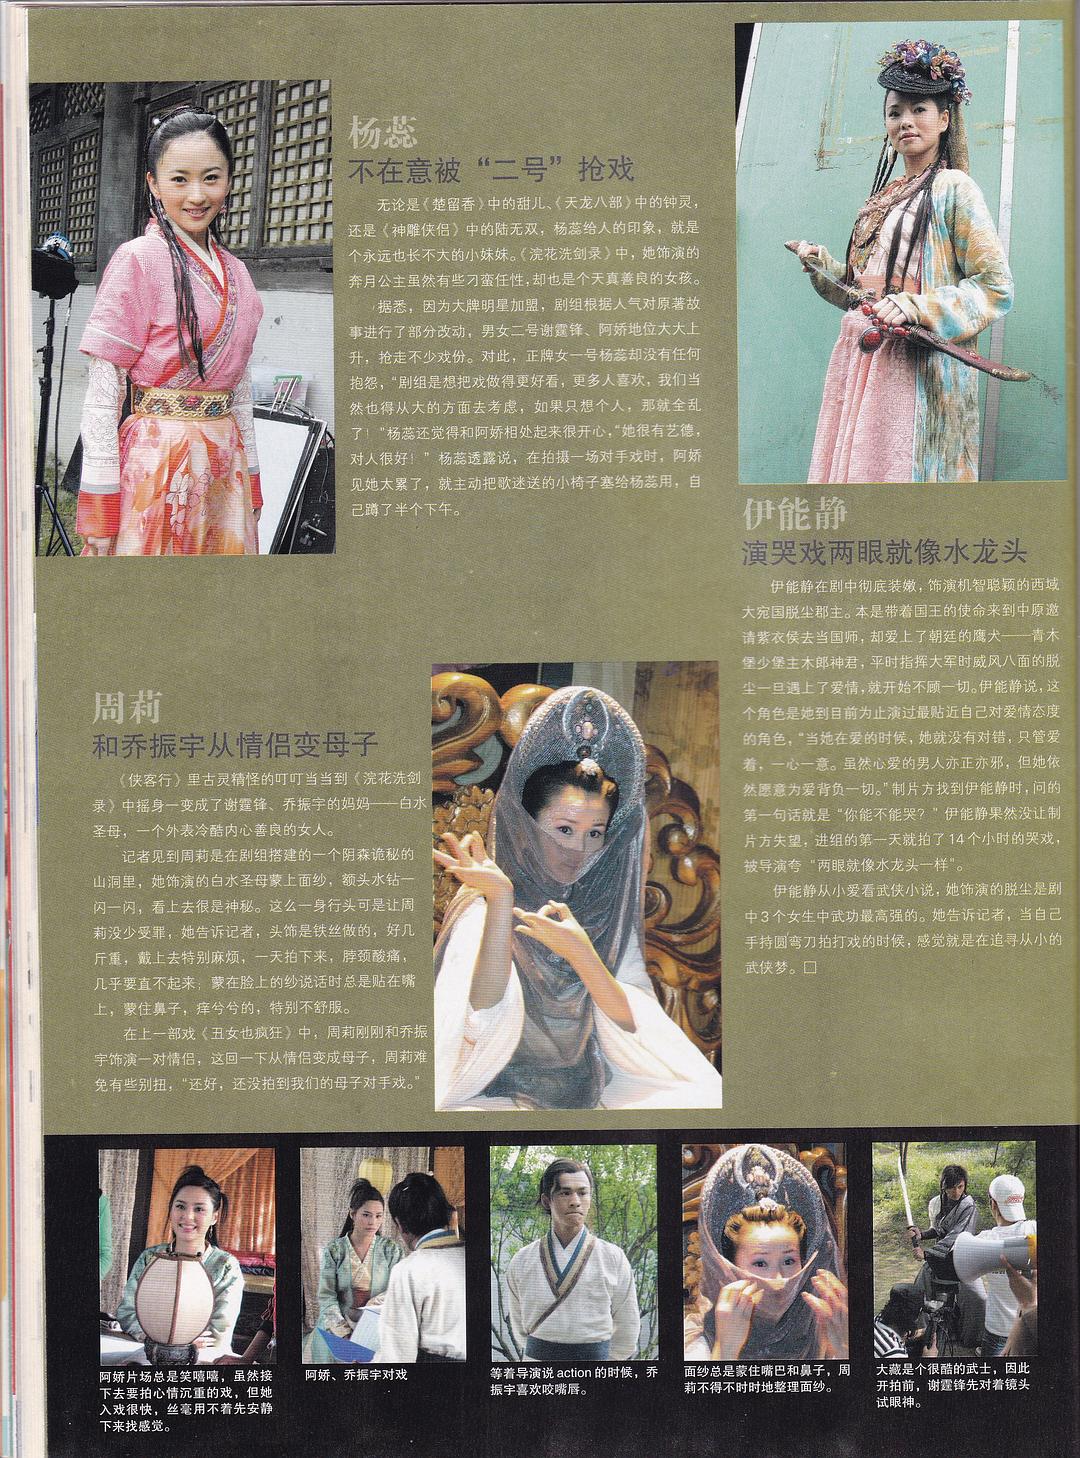 杨蕊
不在意被“二号”抢戏
无论是《楚留香》中的甜儿、《天龙八部》中的钟灵，
还是《神雕侠侣》中的陆无双，杨蕊给人的印象，就是
个永远也长不大的小妹妹。《浣花洗剑录》中，她饰演的
奔月公主虽然有些刁蛮任性，却也是个天真善良的女孩。
据悉，因为大牌明星加盟，剧组根据人气对原著故
事进行了部分改动，男女二号谢霆锋、阿娇地位大大上
升，抢走不少戏份。对此，正牌女一号杨蕊却没有任何
抱怨，“剧组是想把戏做得更好看，更多人喜欢，我们当
然也得从大的方面去考虑，如果只想个人，那就全乱
了！”杨蕊还觉得和阿娇相处起来很开心，“她很有艺德，
对人很好！”杨蕊透露说，在拍摄一场对手戏时，阿娇
见她太累了，就主动把歌迷送的小椅子塞给杨蕊用，自
己蹲了半个下午。
伊能静
演哭戏两眼就像水龙头
伊能静在剧中彻底装嫩，饰演机智聪颖的西域
大宛国脱尘郡主。本是带着国王的使命来到中原邀
请紫衣侯去当国师，却爱上了朝廷的鹰犬——青木
堡少堡主木郎神君，平时指挥大军时威风八面的脱
尘一旦遇上了爱情，就开始不顾一切。伊能静说，这
个角色是她到目前为止演过最贴近自己对爱情态度
的角色，“当她在爱的时候，她就没有对错，只管爱
着，一心一意。虽然心爱的男人亦正亦邪，但她依
然愿意为爱背负一切。”制片方找到伊能静时，问的
第一句话就是“你能不能哭？”伊能静果然没让制
片方失望，进组的第一天就拍了14个小时的哭戏，
被导演夸“两眼就像水龙头一样”。
伊能静从小爱看武侠小说，她饰演的脱尘是剧
中3个女生中武功最高强的。她告诉记者，当自己
手持圆弯刀拍打戏的时候，感觉就是在追寻从小的
武侠梦。□
周莉
和乔振宇从情侣变母子
《侠客行》里古灵精怪的叮叮当当到《浣花洗剑
录》中摇身一变成了谢霆锋、乔振宇的妈妈——白水
圣母，一个外表冷酷内心善良的女人。
记者见到周莉是在剧组搭建的一个阴森诡秘的
山洞里，她饰演的白水圣母蒙上面纱，额头水钻一
闪一闪，看上去很是神秘。这么一身行头可是让周
莉没少受罪，她告诉记者，头饰是铁丝做的，好几
斤重，戴上去特别麻烦，一天拍下来，脖颈酸痛，
几乎要直不起来；蒙在脸上的纱说话时总是贴在嘴
上，蒙住鼻子，痒兮兮的，特别不舒服。
在上一部戏《丑女也疯狂》中，周莉刚刚和乔振
宇饰演一对情侣，这回一下从情侣变成母子，周莉难
免有些别扭，“还好，还没拍到我们的母子对手戏。”
阿娇片场总是笑嘻嘻，虽然接
下去要拍心情沉重的戏，但她
入戏很快，丝毫用不着先安静
下来找感觉。
阿娇、乔振宇对戏
等着导演说 action 的时候，乔
振宇喜欢咬嘴唇。
面纱总是蒙住嘴巴和鼻子，周
莉不得不时时地整理面纱。
大藏是个很酷的武士，因此
开拍前，谢霆锋先对着镜头
试眼神。